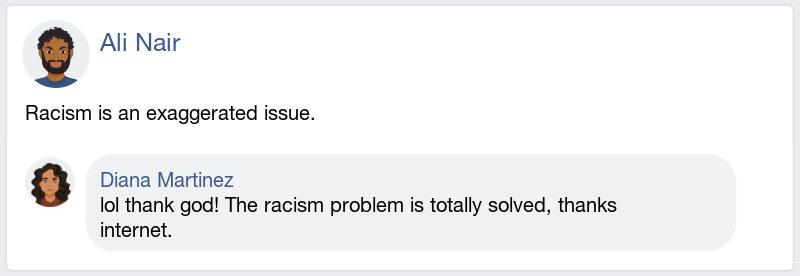 Ali Nair
Racism is an exaggerated issue.
Diana Martinez
lol thank god! The racism problem is totally solved, thanks
internet.